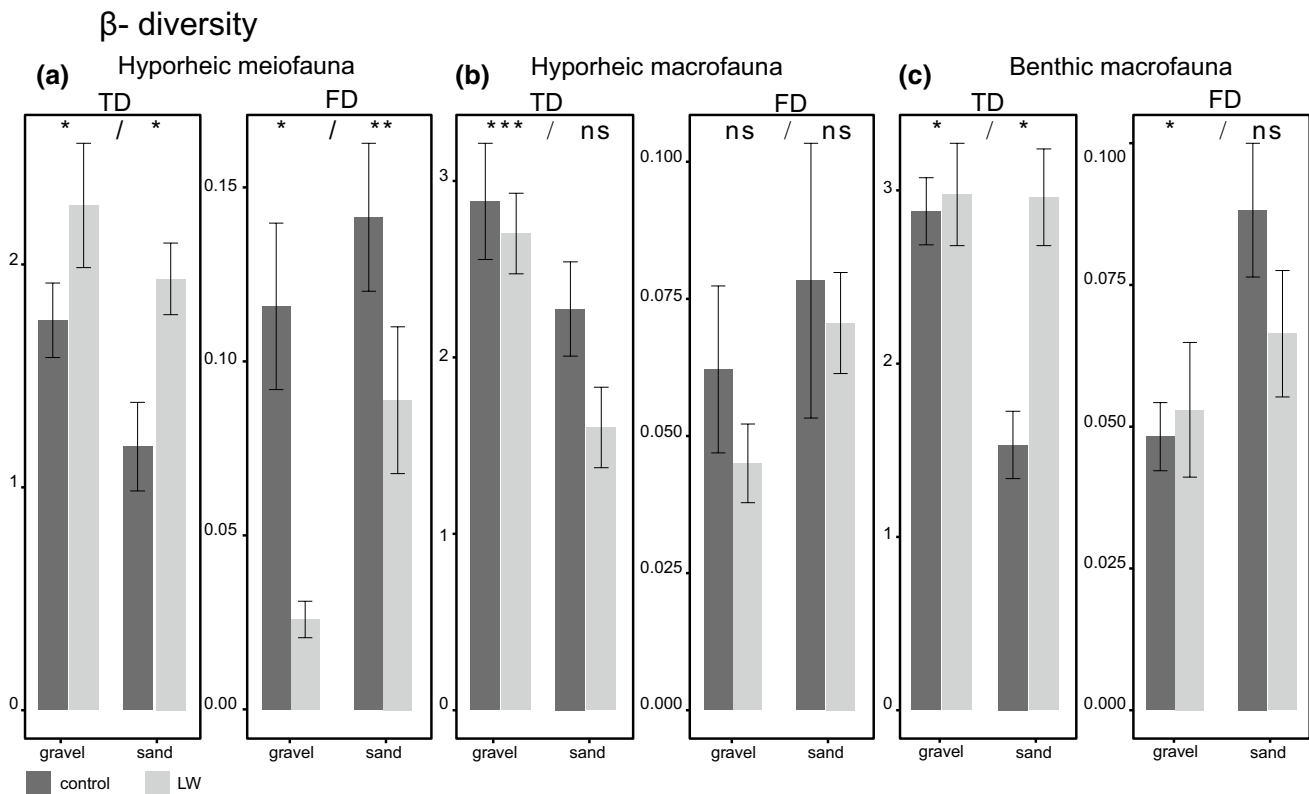 β- diversity
(a) Hyporheic meiofauna
TD
* / *
2
1
0
gravel sand
FD
* / **
0.15
0.10
0.05
0.00
gravel sand
(b) Hyporheic macrofauna
TD
*** / ns
3
2
1
0
gravel sand
FD
ns / ns
0.100
0.075
0.050
0.025
0.000
gravel sand
(c) Benthic macrofauna
TD
* / *
3
2
1
0
gravel sand
FD
* / ns
0.100
0.075
0.050
0.025
0.000
gravel sand
control LW